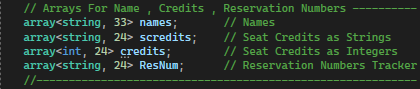 // Arrays For Name , Credits , Reservation Numbers ----------
array<string, 33> names;        // Names
array<string, 24> scredits;     // Seat Credits as Strings
array<int, 24> credits;         // Seat Credits as Integers
array<string, 24> ResNum;       // Reservation Numbers Tracker
//----------------------------------------------------------